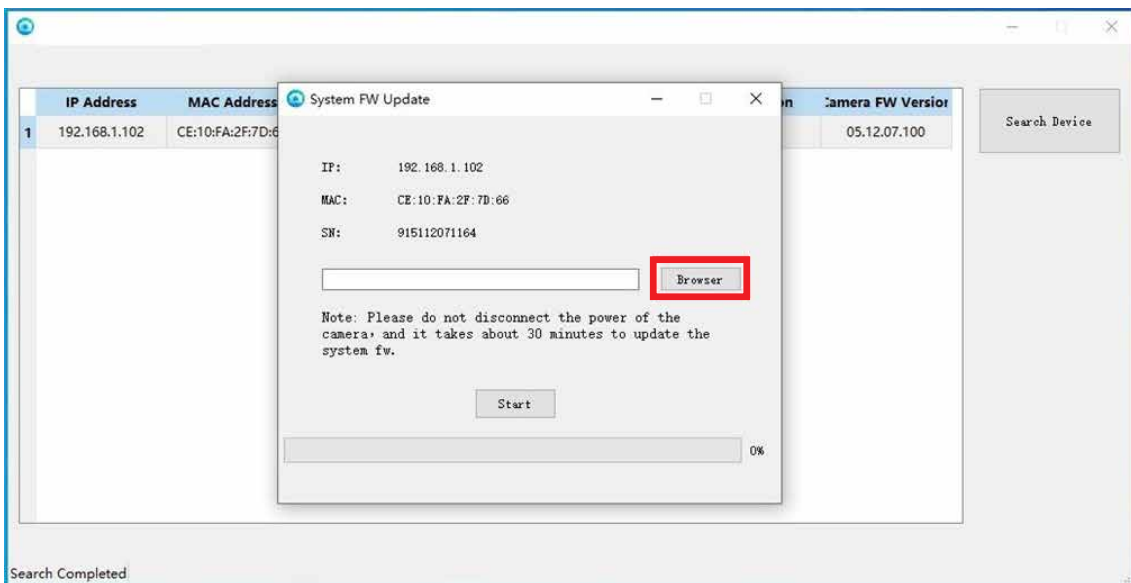 IP Address MAC Address on Camera FW Version
1 192.168.1.102 CE:10:FA:2F:7D:6 05.12.07.100
Search Device
System FW Update
IP: 192.168.1.102
MAC: CE:10:FA:2F:7D:66
SN: 915112071164
Browser
Note: Please do not disconnect the power of the
camera, and it takes about 30 minutes to update the
system fw.
Start
0%
Search Completed